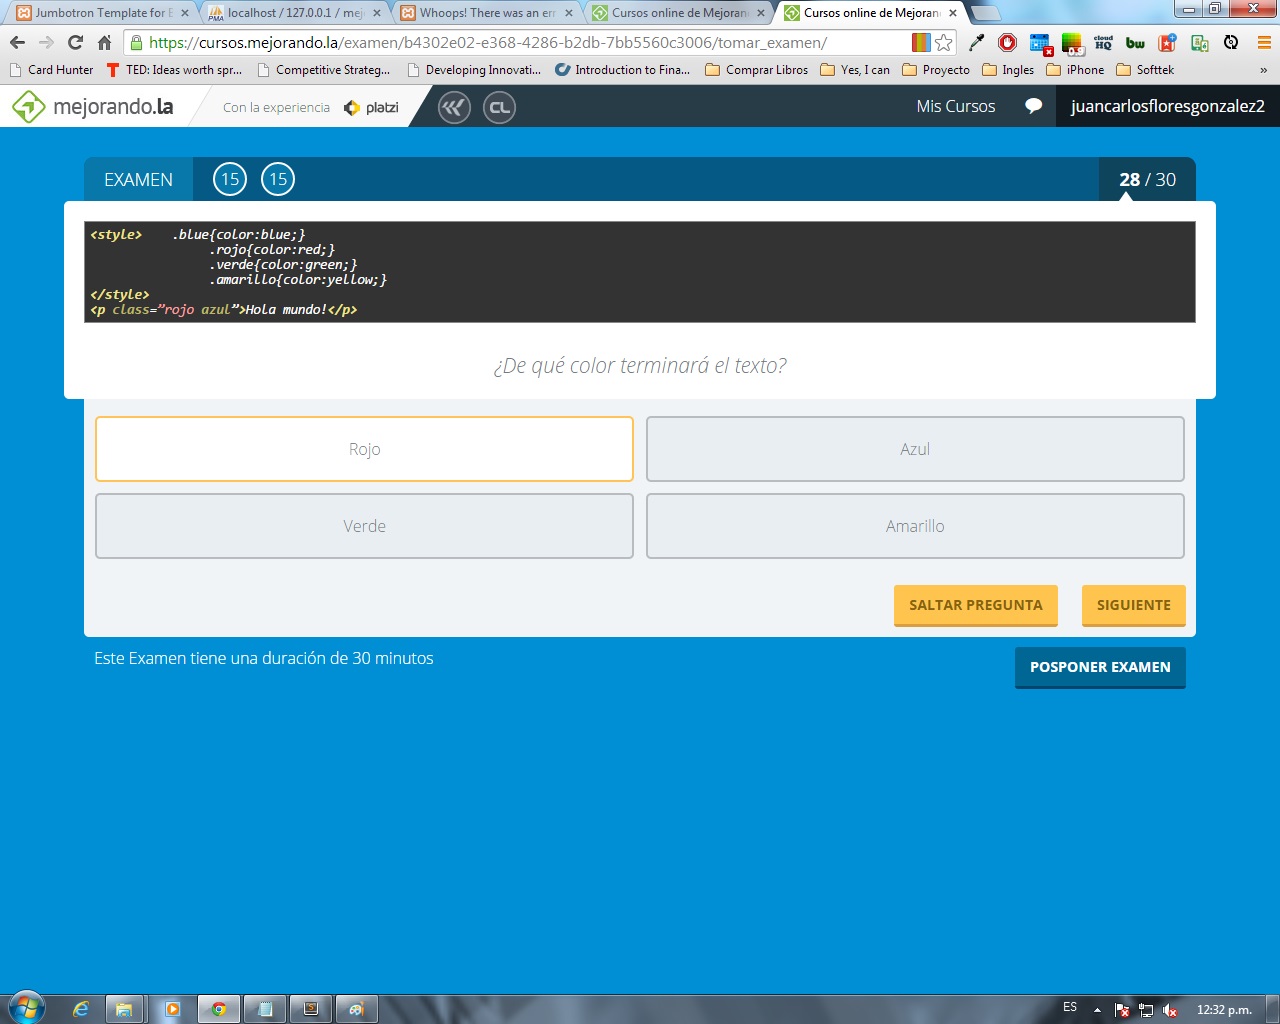 Jumbotron Template for B
localhost / 127.0.0.1 / mej
Whoops! There was an err
Cursos online de Mejoran
Cursos online de Mejoran
https://cursos.mejorando.la/examen/b4302e02-e368-4286-b2db-7bb5560c3006/tomar_examen/
Card Hunter
TED: Ideas worth spr...
Competitive Strateg...
Developing Innovati...
Introduction to Fina...
Comprar Libros
Yes, I can
Proyecto
Ingles
iPhone
Softtek
»
mejorando.la
Con la experiencia
platzi
CL
Mis Cursos
juancarlosfloresgonzalez2
EXAMEN
15
15
28 / 30
<style> .blue{color:blue;}
.rojo{color:red;}
.verde{color:green;}
.amarillo{color:yellow;}
</style>
<p class=”rojo azul”>Hola mundo!</p>
¿De qué color terminará el texto?
Rojo
Azul
Verde
Amarillo
SALTAR PREGUNTA
SIGUIENTE
Este Examen tiene una duración de 30 minutos
POSPONER EXAMEN
ES
12:32 p.m.